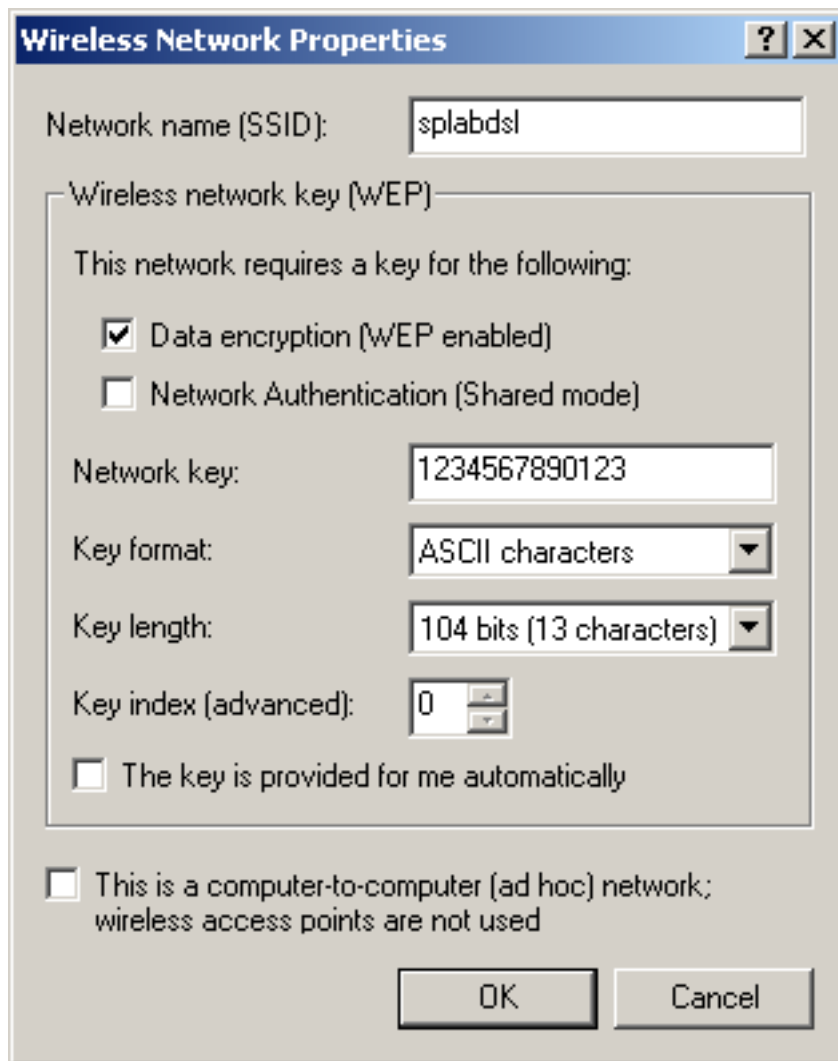 Wireless Network Properties
Network name (SSID): splabdsl
Wireless network key (WEP)
This network requires a key for the following:
Data encryption (WEP enabled)
Network Authentication (Shared mode)
Network key: 1234567890123
Key format: ASCII characters
Key length: 104 bits (13 characters)
Key index (advanced): 0
The key is provided for me automatically
This is a computer-to-computer (ad hoc) network;
wireless access points are not used
OK Cancel